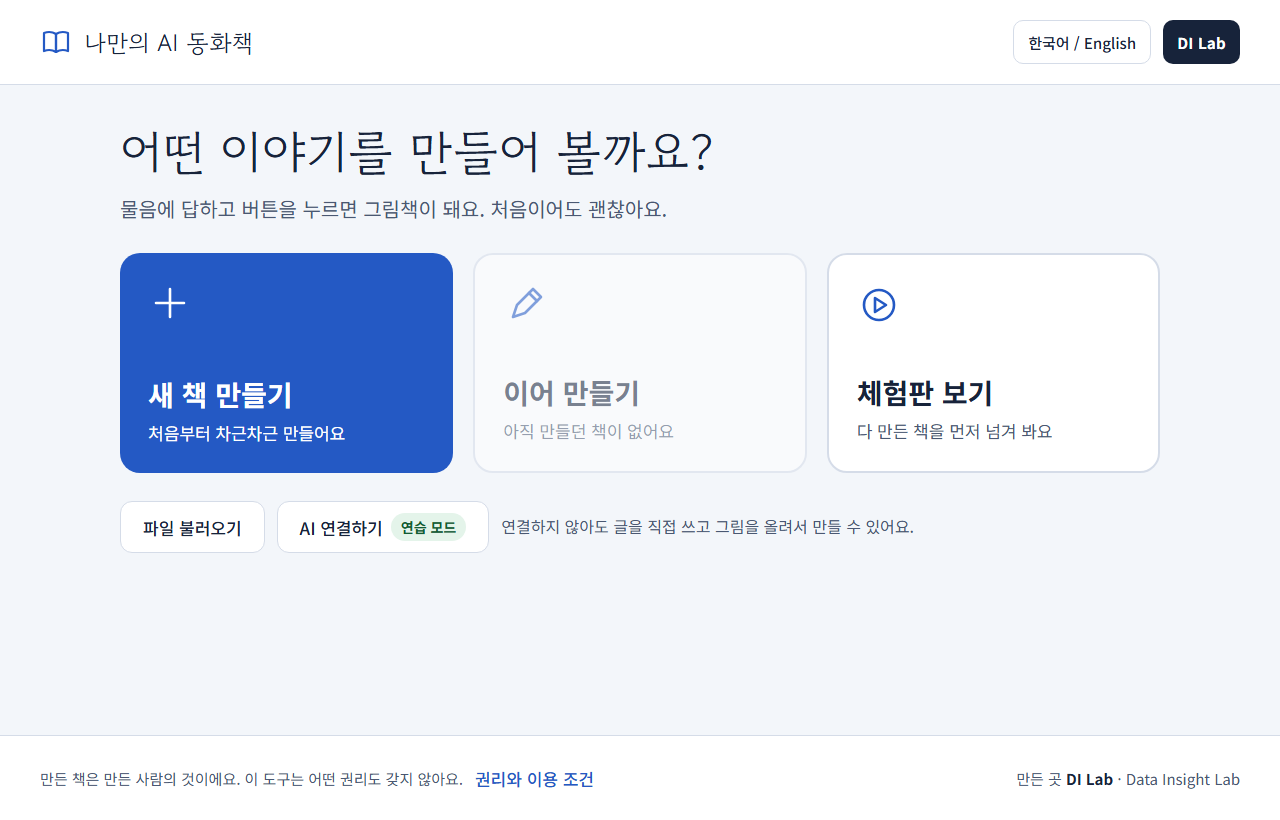 나만의 AI 동화책
한국어 / English
DI Lab
어떤 이야기를 만들어 볼까요?
물음에 답하고 버튼을 누르면 그림책이 돼요. 처음이어도 괜찮아요.
새 책 만들기
처음부터 차근차근 만들어요
이어 만들기
아직 만들던 책이 없어요
체험판 보기
다 만든 책을 먼저 넘겨 봐요
파일 불러오기
AI 연결하기 연습 모드
연결하지 않아도 글을 직접 쓰고 그림을 올려서 만들 수 있어요.
만든 책은 만든 사람의 것이에요. 이 도구는 어떤 권리도 갖지 않아요. 권리와 이용 조건
만든 곳 DI Lab · Data Insight Lab